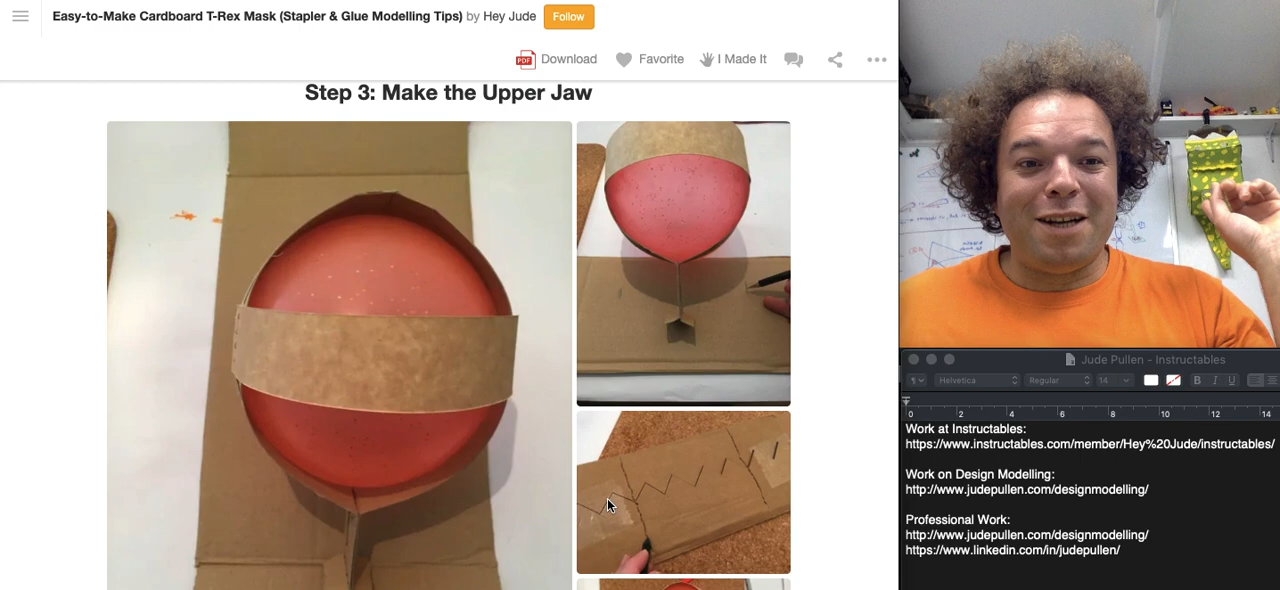 Easy-to-Make Cardboard T-Rex Mask (Stapler & Glue Modelling Tips) by Hey Jude Follow
PDF Download Favorite I Made It
Step 3: Make the Upper Jaw
Jude Pullen - Instructables
¶ Helvetica Regular 14 B I U
0 2 4 6 8 10 12 14
Work at Instructables:
https://www.instructables.com/member/Hey%20Jude/instructables/
Work on Design Modelling:
http://www.judepullen.com/designmodelling/
Professional Work:
http://www.judepullen.com/designmodelling/
https://www.linkedin.com/in/judepullen/